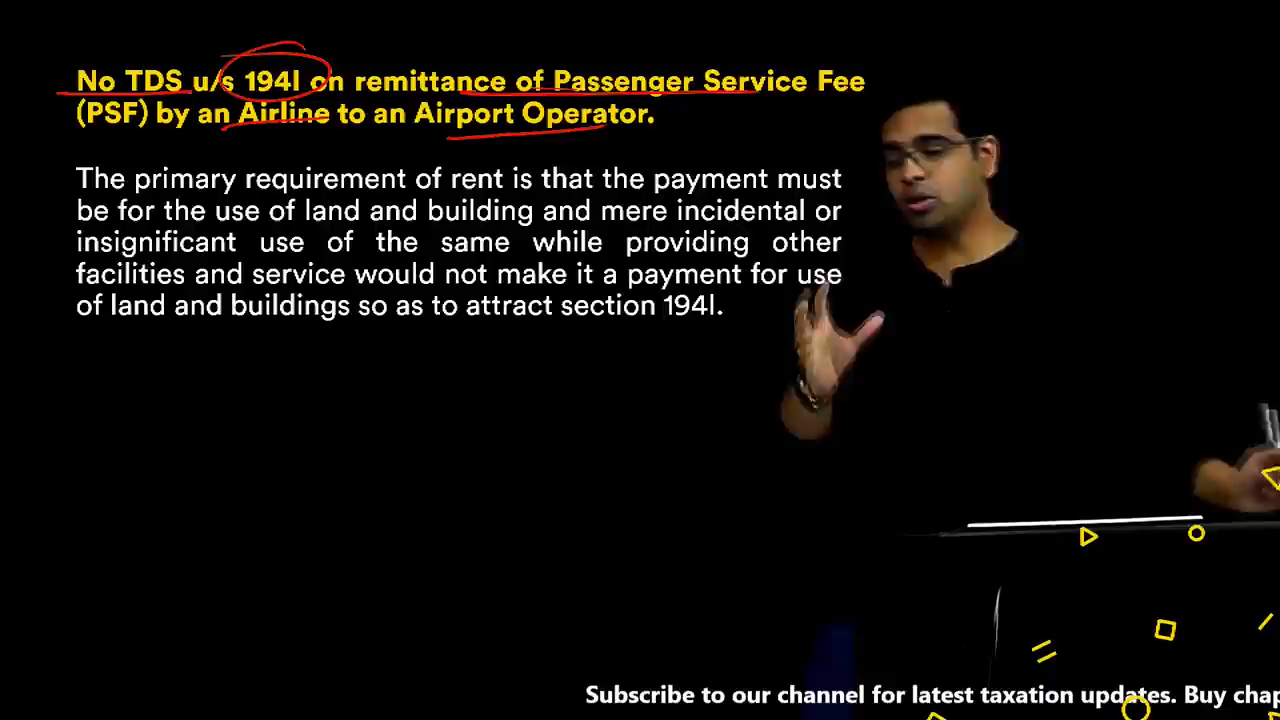 No TDS u/s 194I on remittance of Passenger Service Fee
(PSF) by an Airline to an Airport Operator.
The primary requirement of rent is that the payment must
be for the use of land and building and mere incidental or
insignificant use of the same while providing other
facilities and service would not make it a payment for use
of land and buildings so as to attract section 194I.
Subscribe to our channel for latest taxation updates. Buy chap